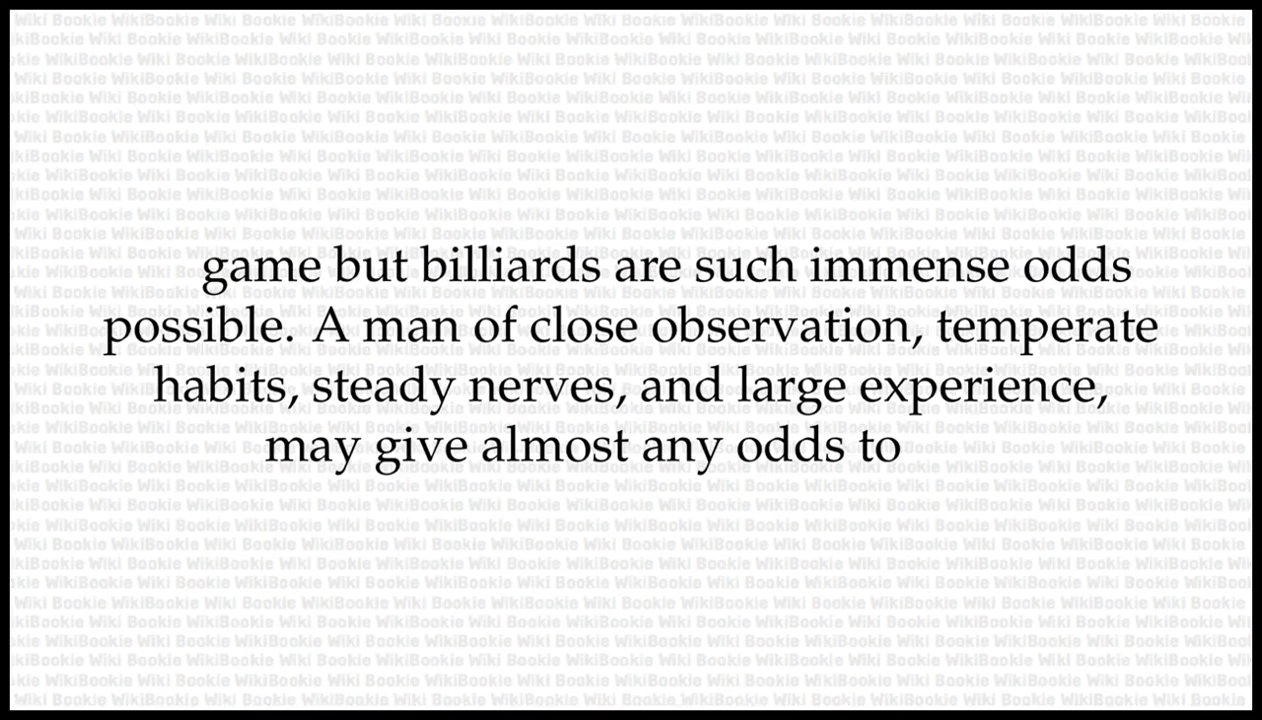 game but billiards are such immense odds
possible. A man of close observation, temperate
habits, steady nerves, and large experience,
may give almost any odds to